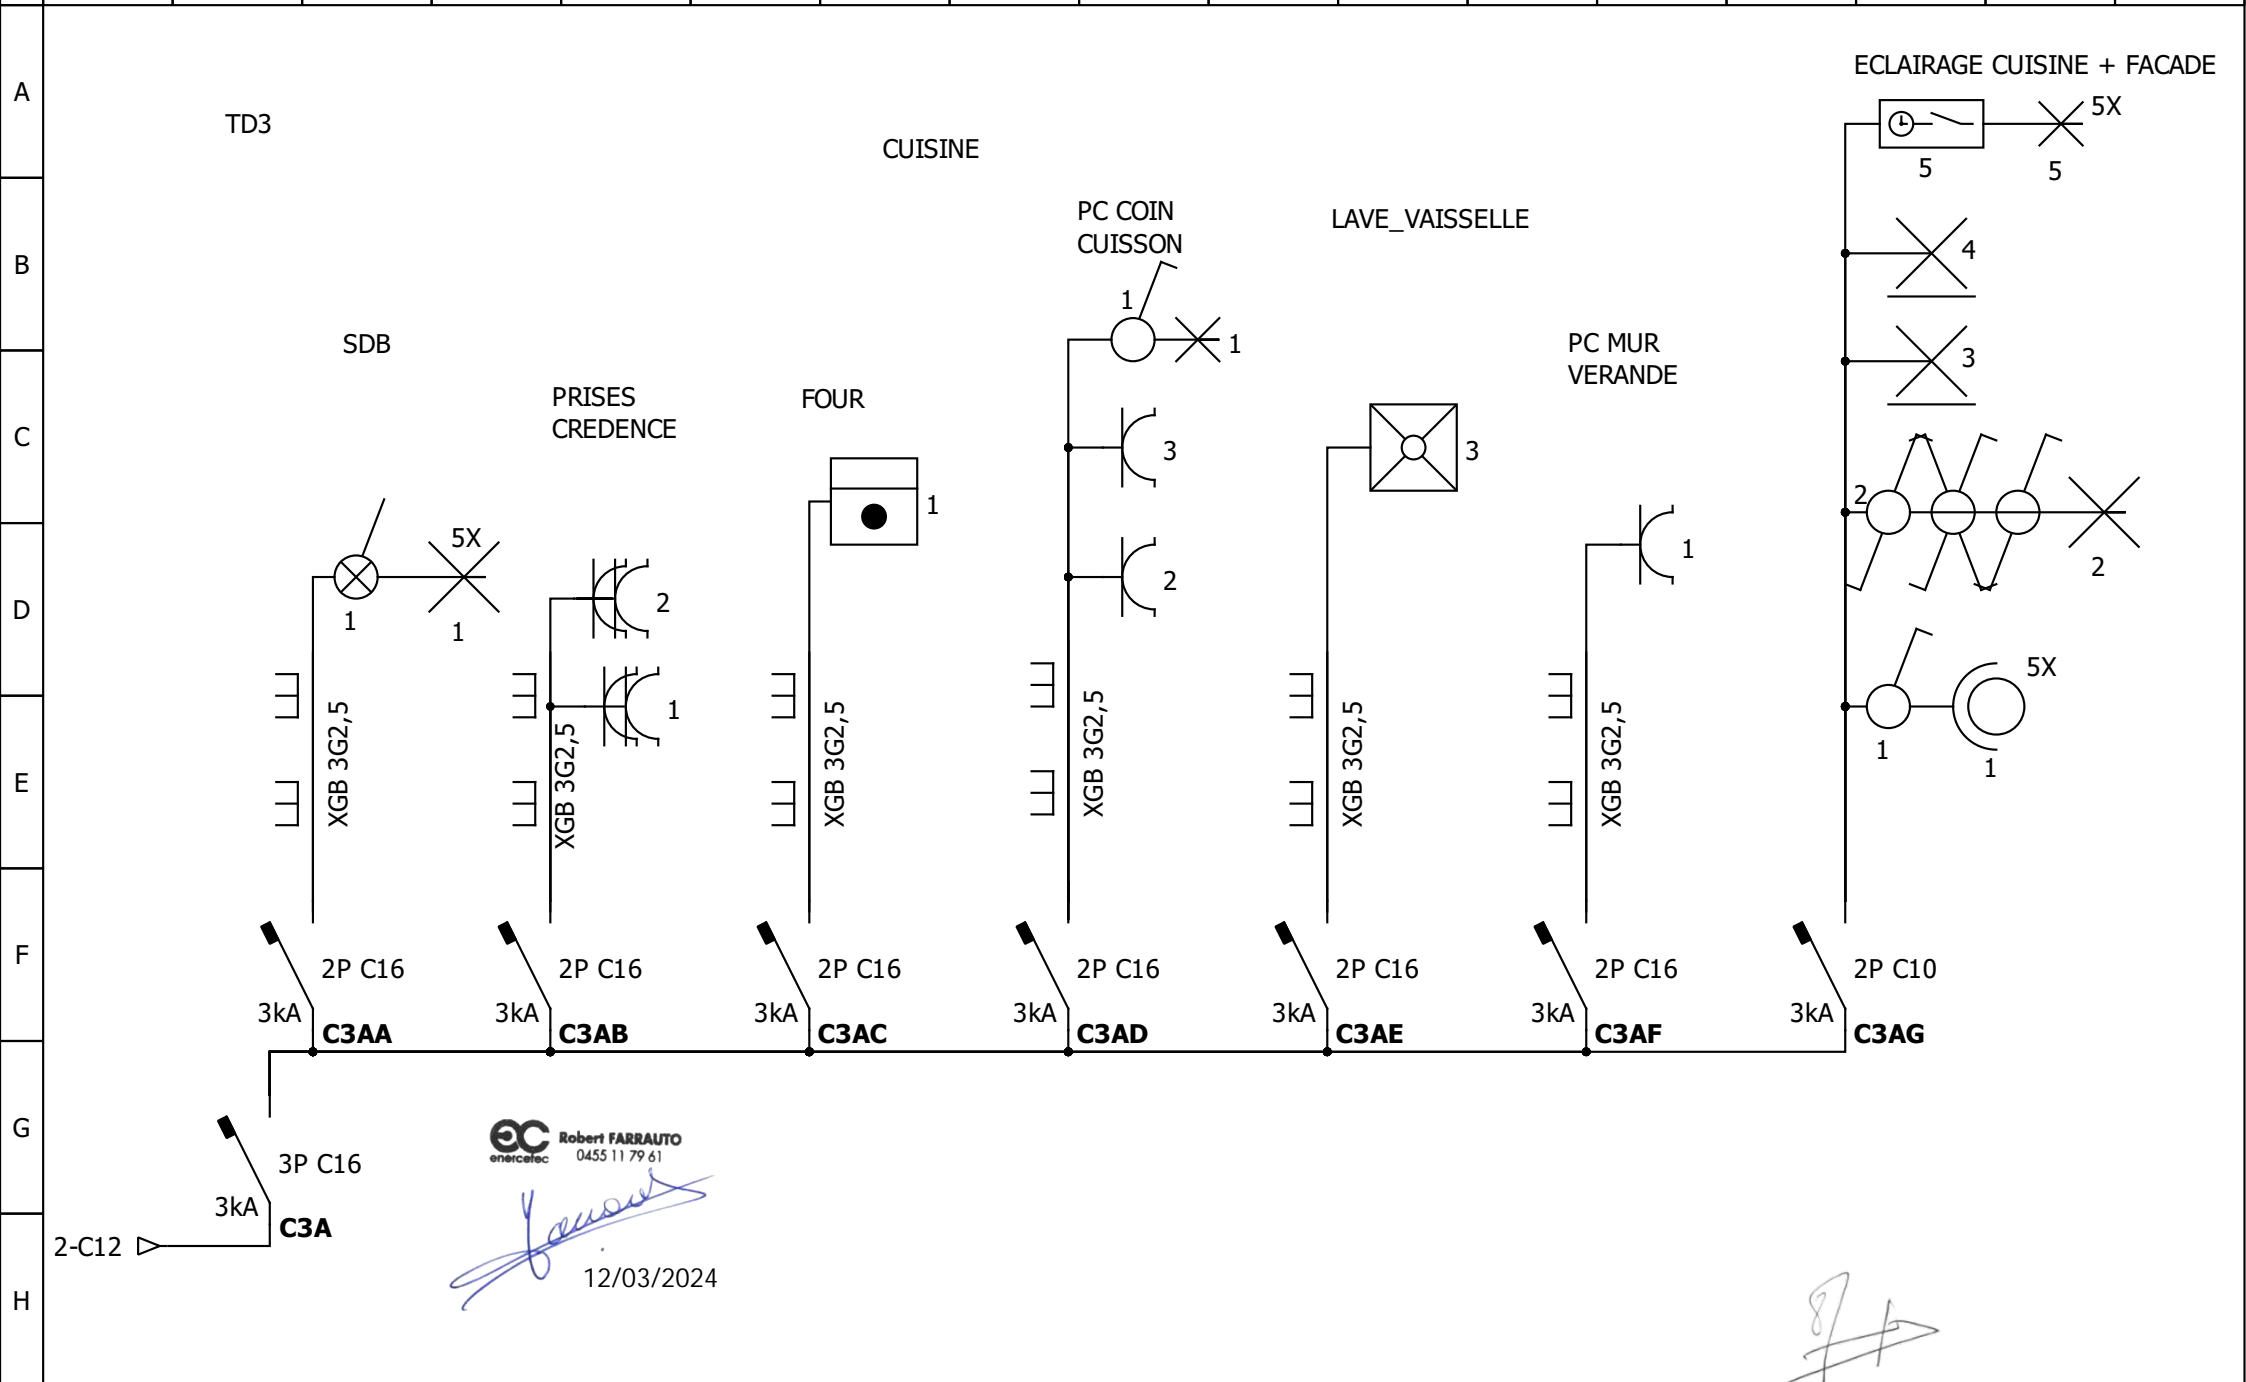 A
B
C
D
E
F
G
H
TD3
CUISINE
ECLAIRAGE CUISINE + FACADE
5X
5
5
4
3
2
2
5X
1
1
SDB
5X
1
1
XGB 3G2,5
PRISES
CREDENCE
2
1
XGB 3G2,5
FOUR
1
XGB 3G2,5
PC COIN
CUISSON
1
1
3
2
XGB 3G2,5
LAVE_VAISSELLE
3
XGB 3G2,5
PC MUR
VERANDE
1
XGB 3G2,5
2P C16
3kA
C3AA
2P C16
3kA
C3AB
2P C16
3kA
C3AC
2P C16
3kA
C3AD
2P C16
3kA
C3AE
2P C16
3kA
C3AF
2P C10
3kA
C3AG
3P C16
3kA
C3A
2-C12
enercetec
Robert FARRAUTO
0455 11 79 61
12/03/2024